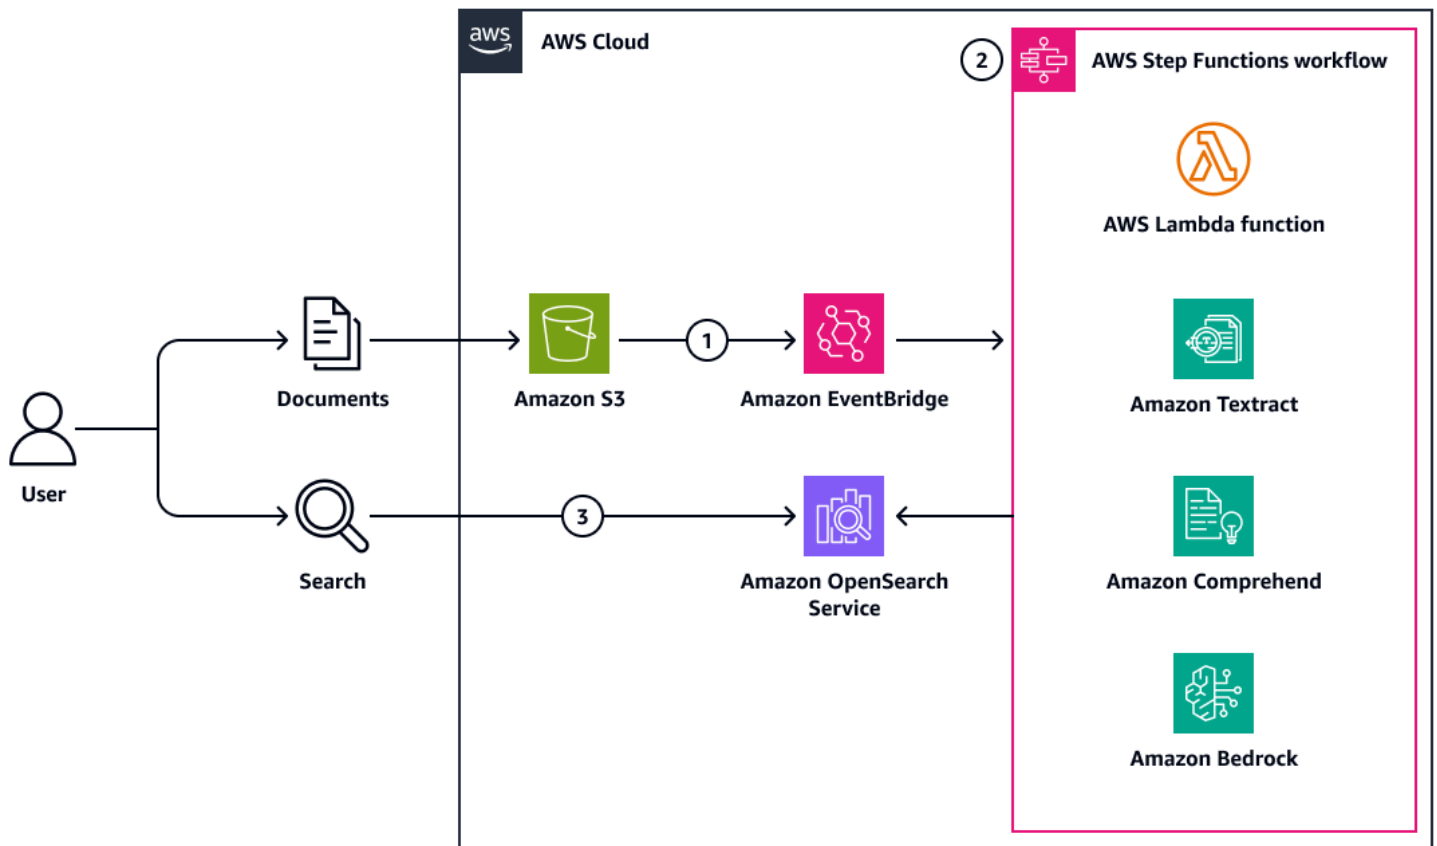 aws
AWS Cloud
2
AWS Step Functions workflow
AWS Lambda function
1
Documents
Amazon S3
Amazon EventBridge
Amazon Textract
User
3
Search
Amazon OpenSearch
Service
Amazon Comprehend
Amazon Bedrock